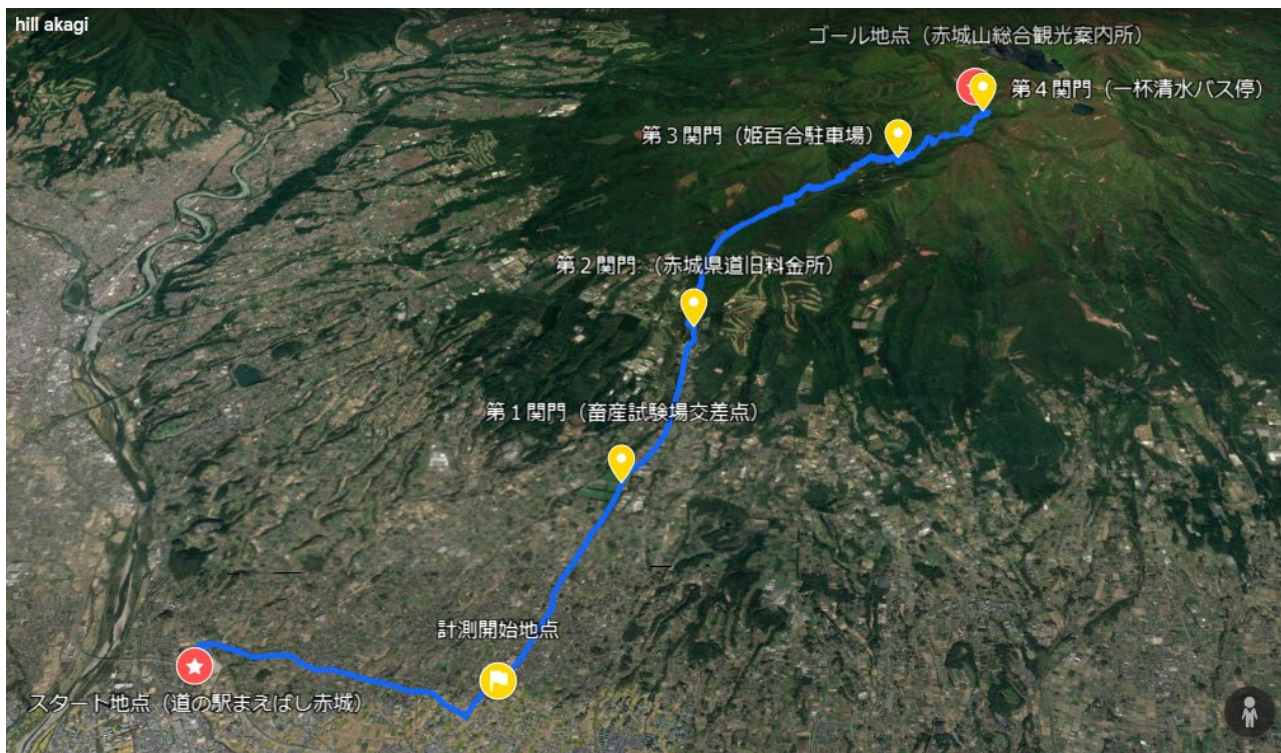 hill akagi
ゴール地点（赤城山総合観光案内所）
第４関門（一杯清水バス停）
第３関門（姫百合駐車場）
第２関門（赤城県道旧料金所）
第１関門（畜産試験場交差点）
計測開始地点
スタート地点（道の駅まえばし赤城）